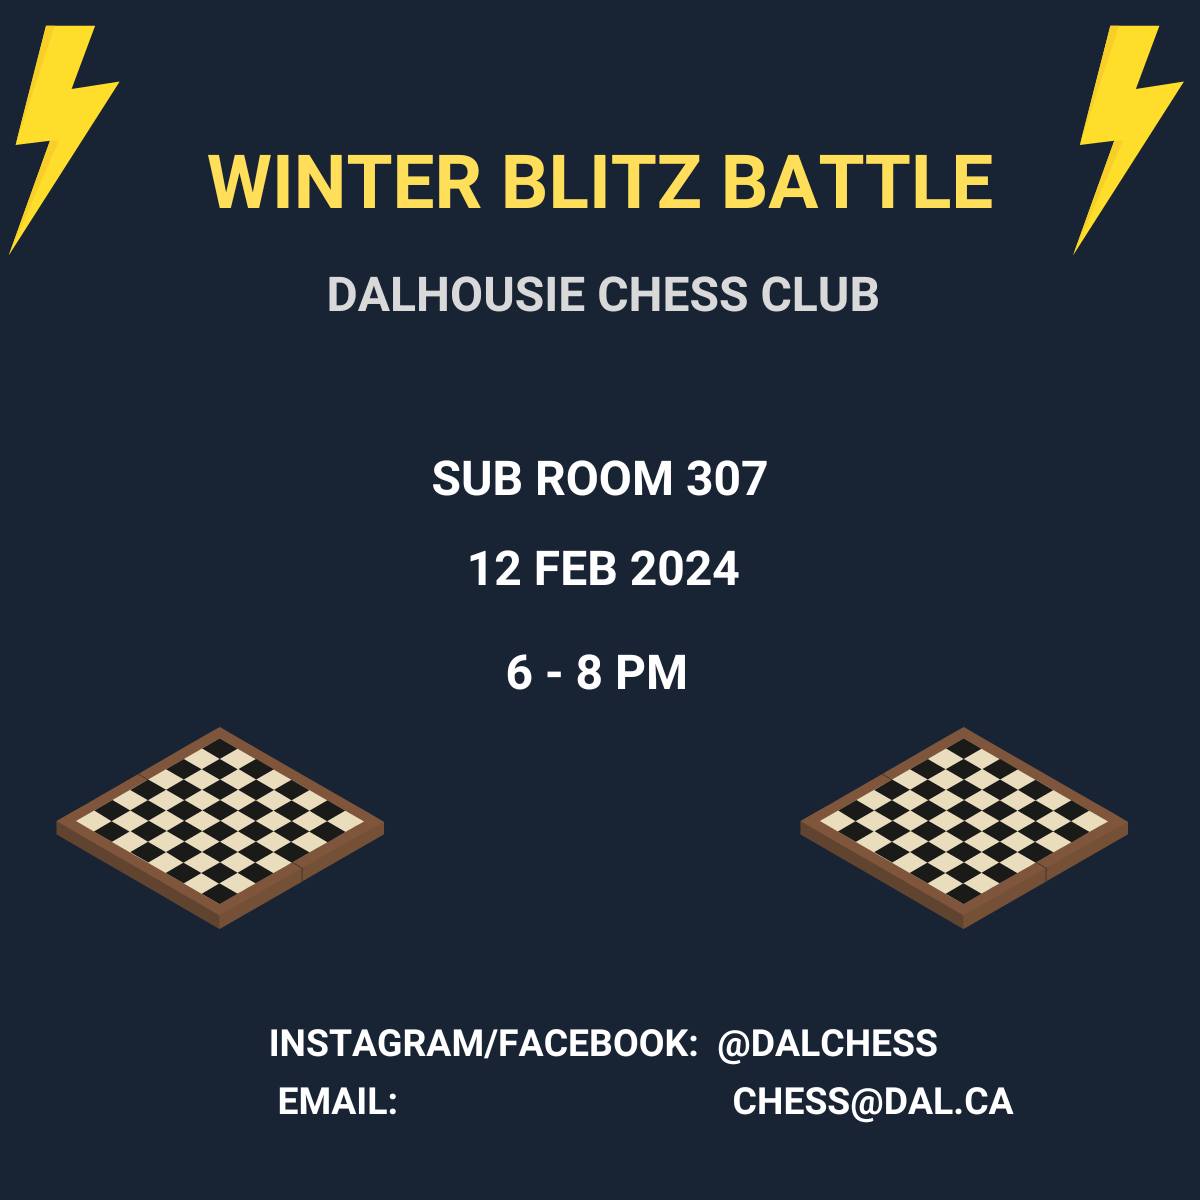 WINTER BLITZ BATTLE
DALHOUSIE CHESS CLUB
SUB ROOM 307
12 FEB 2024
6 - 8 PM
INSTAGRAM/FACEBOOK: @DALCHESS
EMAIL: CHESS@DAL.CA